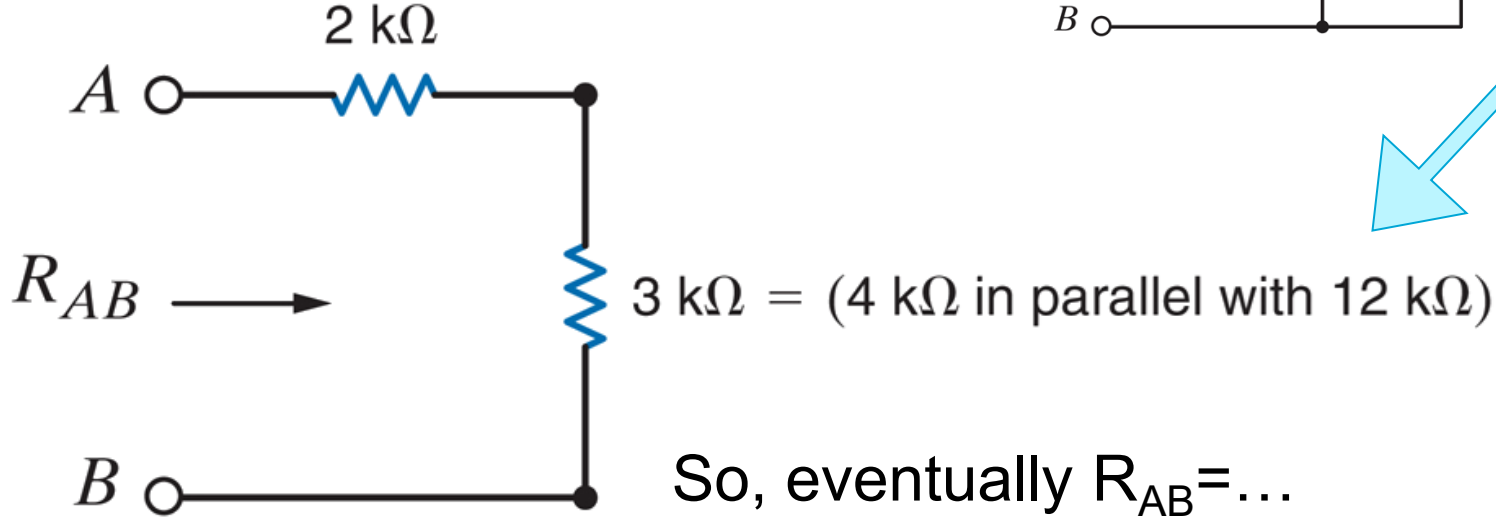 B
2 kΩ
A
R_AB
3 kΩ = (4 kΩ in parallel with 12 kΩ)
B
So, eventually R_AB=…